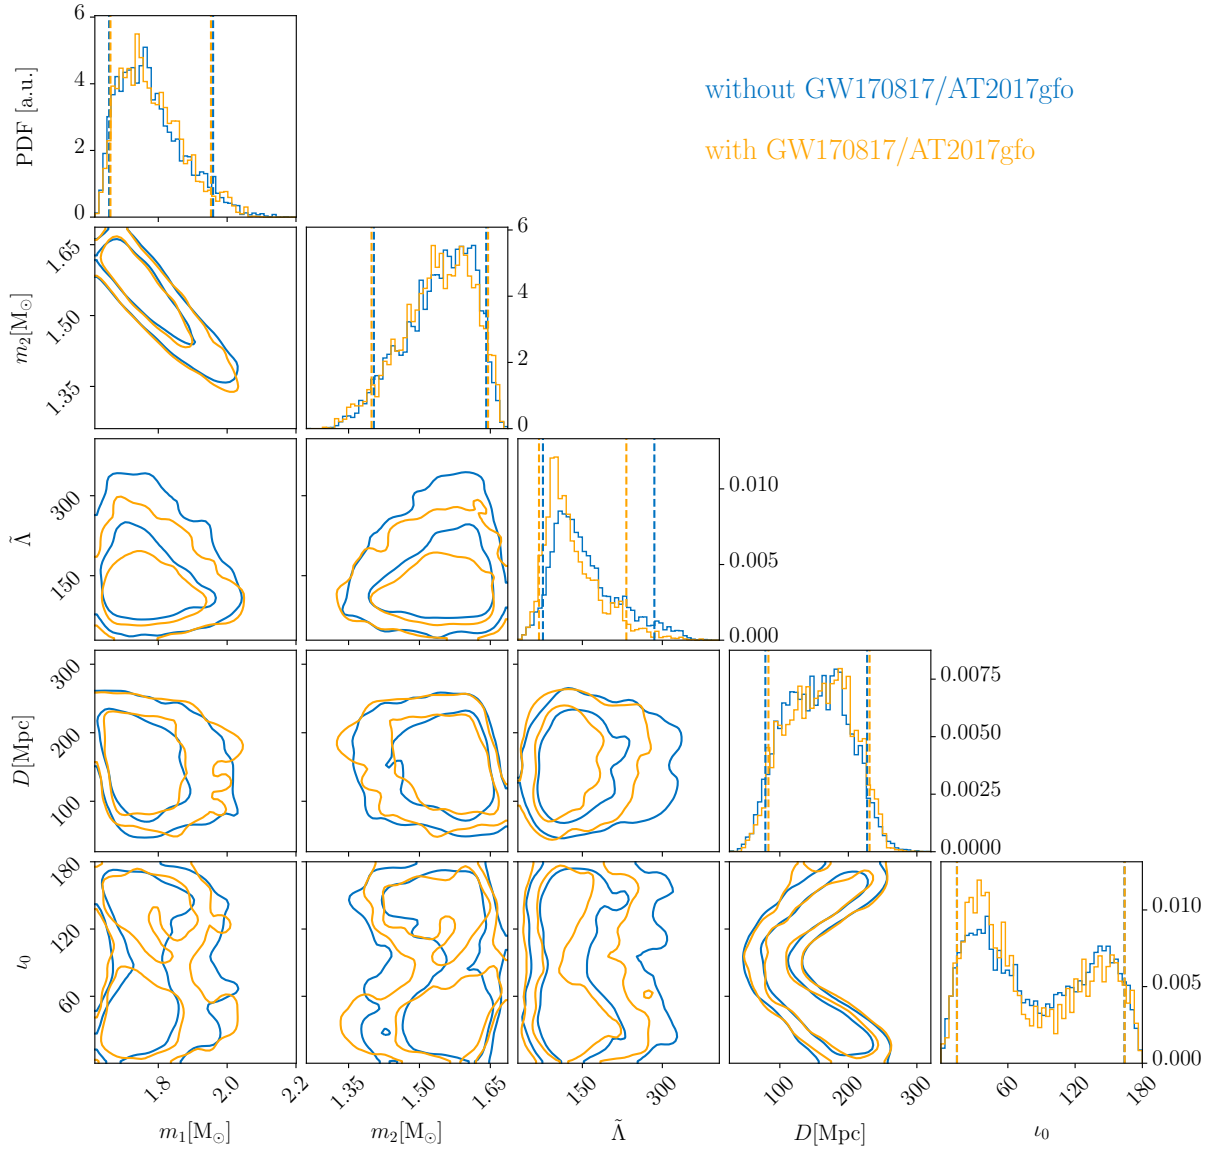 without GW170817/AT2017gfo
with GW170817/AT2017gfo
PDF [a.u.]
6
4
2
0
m₂[M⊙]
1.65
1.50
1.35
6
4
2
0
Λ̃
300
150
0.010
0.005
0.000
D[Mpc]
300
200
100
0.0075
0.0050
0.0025
0.0000
ι₀
180
120
60
0.010
0.005
0.000
1.8 2.0 2.2
1.35 1.50 1.65
150 300
100 200 300
60 120 180
m₁[M⊙] m₂[M⊙] Λ̃ D[Mpc] ι₀